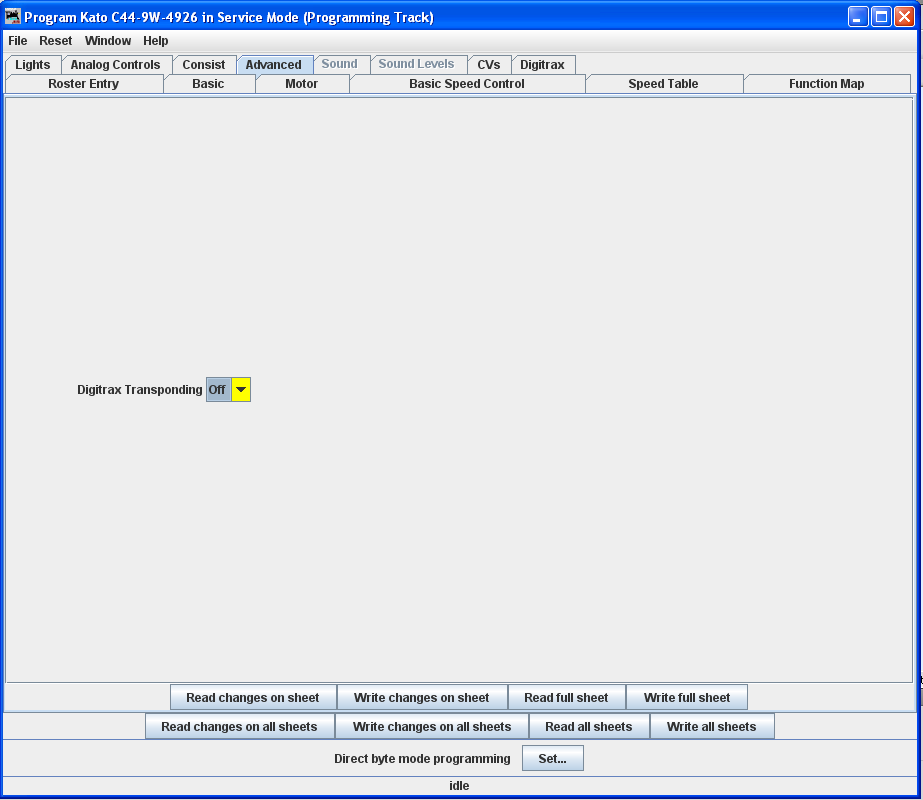 Program Kato C44-9W-4926 in Service Mode (Programming Track)
File Reset Window Help
Lights Analog Controls Consist Advanced Sound Sound Levels CVs Digitrax
Roster Entry Basic Motor Basic Speed Control Speed Table Function Map
Digitrax Transponding Off
Read changes on sheet Write changes on sheet Read full sheet Write full sheet
Read changes on all sheets Write changes on all sheets Read all sheets Write all sheets
Direct byte mode programming Set...
idle